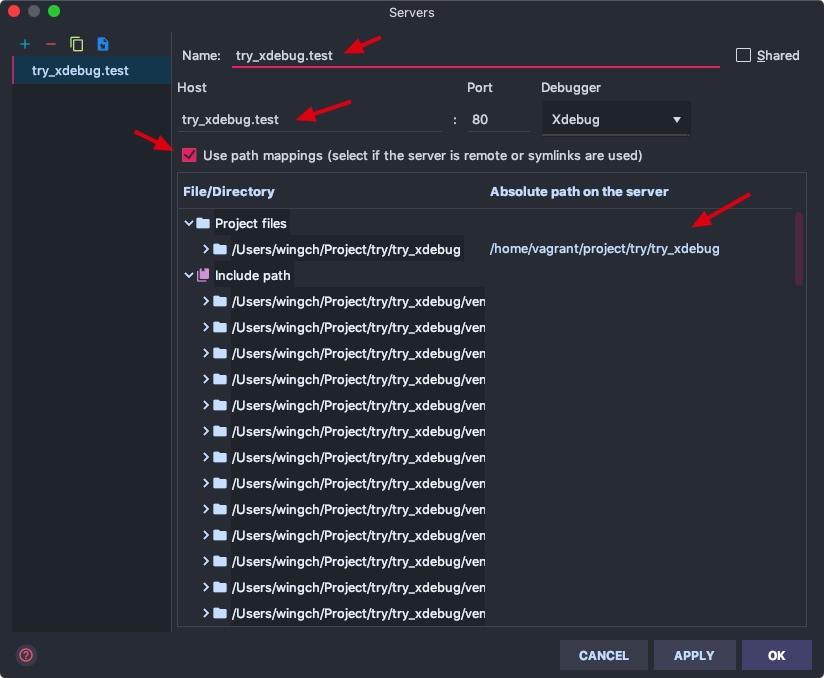 Servers
try_xdebug.test
Name: try_xdebug.test Shared
Host Port Debugger
try_xdebug.test : 80 Xdebug
Use path mappings (select if the server is remote or symlinks are used)
File/Directory Absolute path on the server
Project files
/Users/wingch/Project/try/try_xdebug /home/vagrant/project/try/try_xdebug
Include path
/Users/wingch/Project/try/try_xdebug/ven
/Users/wingch/Project/try/try_xdebug/ven
/Users/wingch/Project/try/try_xdebug/ven
/Users/wingch/Project/try/try_xdebug/ven
/Users/wingch/Project/try/try_xdebug/ven
/Users/wingch/Project/try/try_xdebug/ven
/Users/wingch/Project/try/try_xdebug/ven
/Users/wingch/Project/try/try_xdebug/ven
/Users/wingch/Project/try/try_xdebug/ven
/Users/wingch/Project/try/try_xdebug/ven
/Users/wingch/Project/try/try_xdebug/ven
/Users/wingch/Project/try/try_xdebug/ven
/Users/wingch/Project/try/try_xdebug/ven
? CANCEL APPLY OK